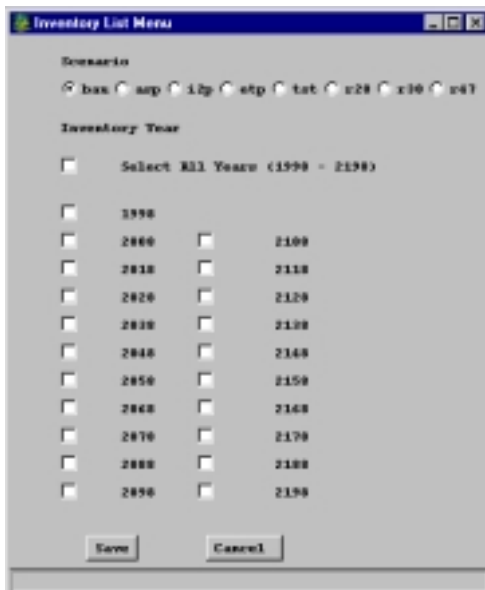 Inventory List Menu
Scenario
bas asp i2p etp tst r20 r30 r47
Inventory Year
Select All Years (1990 - 2190)
1990
2000 2100
2010 2110
2020 2120
2030 2130
2040 2140
2050 2150
2060 2160
2070 2170
2080 2180
2090 2190
Save Cancel